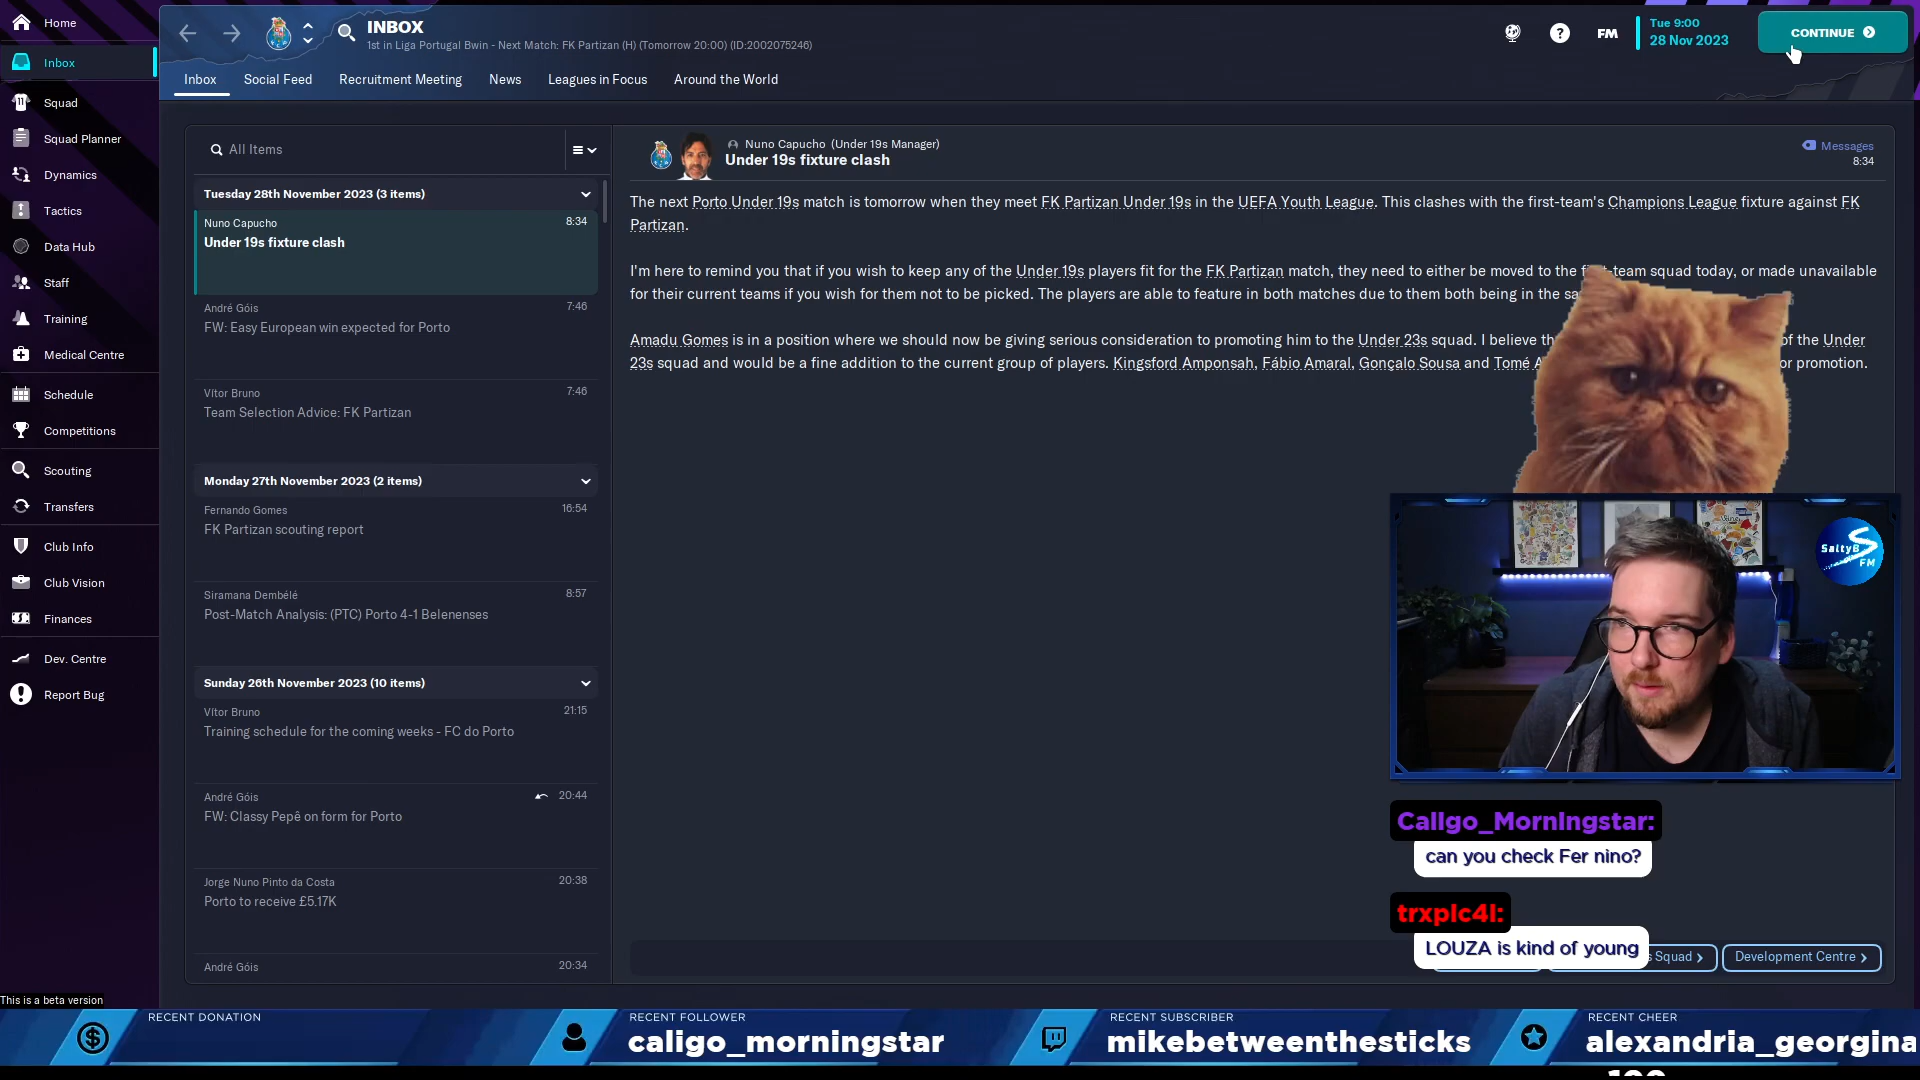 Home
Inbox
Squad
Squad Planner
Dynamics
Tactics
Data Hub
Staff
Training
Medical Centre
Schedule
Competitions
Scouting
Transfers
Club Info
Club Vision
Finances
Dev. Centre
Report Bug
This is a beta version
INBOX
1st in Liga Portugal Bwin - Next Match: FK Partizan (H) (Tomorrow 20:00) (ID:2002075246)
?
FM
Tue 9:00
28 Nov 2023
CONTINUE
Inbox
Social Feed
Recruitment Meeting
News
Leagues in Focus
Around the World
All Items
Tuesday 28th November 2023 (3 items)
Nuno Capucho 8:34
Under 19s fixture clash
André Góis 7:46
FW: Easy European win expected for Porto
Vítor Bruno 7:46
Team Selection Advice: FK Partizan
Monday 27th November 2023 (2 items)
Fernando Gomes 16:54
FK Partizan scouting report
Siramana Dembélé 8:57
Post-Match Analysis: (PTC) Porto 4-1 Belenenses
Sunday 26th November 2023 (10 items)
Vítor Bruno 21:15
Training schedule for the coming weeks - FC do Porto
André Góis 20:44
FW: Classy Pepê on form for Porto
Jorge Nuno Pinto da Costa 20:38
Porto to receive £5.17K
André Góis 20:34
Nuno Capucho (Under 19s Manager)
Under 19s fixture clash
Messages
8:34
The next Porto Under 19s match is tomorrow when they meet FK Partizan Under 19s in the UEFA Youth League. This clashes with the first-team's Champions League fixture against FK
Partizan.
I'm here to remind you that if you wish to keep any of the Under 19s players fit for the FK Partizan match, they need to either be moved to the -team squad today, or made unavailable
for their current teams if you wish for them not to be picked. The players are able to feature in both matches due to them both being in the
Amadu Gomes is in a position where we should now be giving serious consideration to promoting him to the Under 23s squad. I believe of the Under
23s squad and would be a fine addition to the current group of players. Kingsford Amponsah, Fábio Amaral, Gonçalo Sousa and Tomé or promotion.
SaltyB
S
FM
Caligo_Morningstar:
can you check Fer nino?
trxplc4l:
LOUZA is kind of young
Squad
Development Centre
RECENT DONATION
RECENT FOLLOWER
caligo_morningstar
RECENT SUBSCRIBER
mikebetweenthesticks
RECENT CHEER
alexandria_georgina